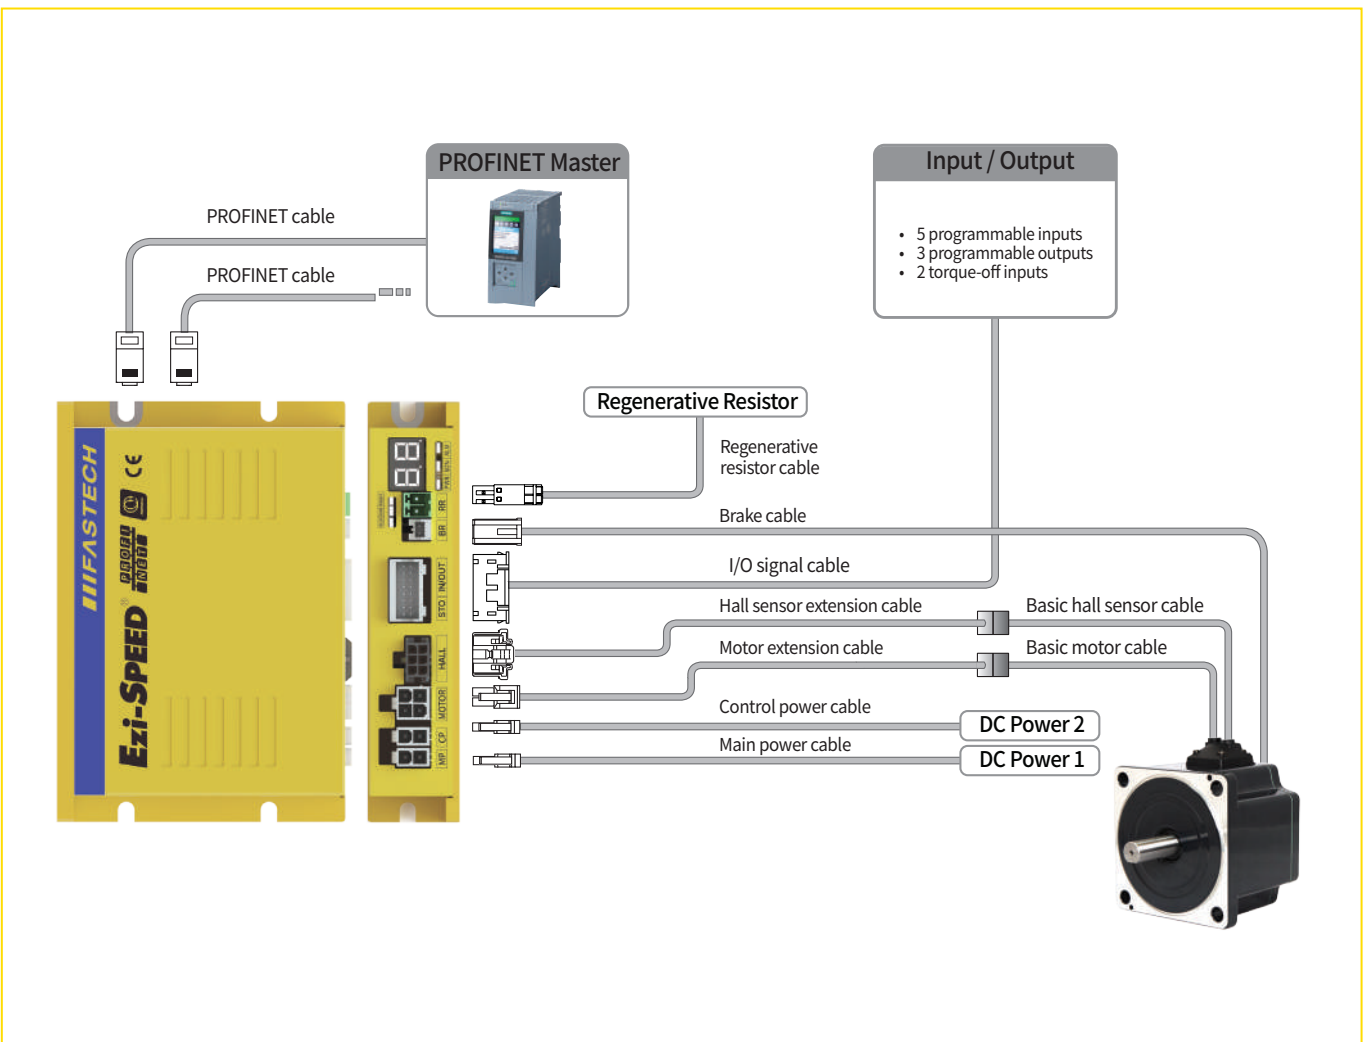 PROFINET Master
Input / Output
PROFINET cable
PROFINET cable
• 5 programmable inputs
• 3 programmable outputs
• 2 torque-off inputs
Regenerative Resistor
Regenerative
resistor cable
Brake cable
I/O signal cable
Hall sensor extension cable
Basic hall sensor cable
Motor extension cable
Basic motor cable
Control power cable
DC Power 2
Main power cable
DC Power 1
FASTECH
Ezi-SPEED®
PROFI
NET
CE
RR
BR
IN/OUT
STO
HALL
MOTOR
CP
MP